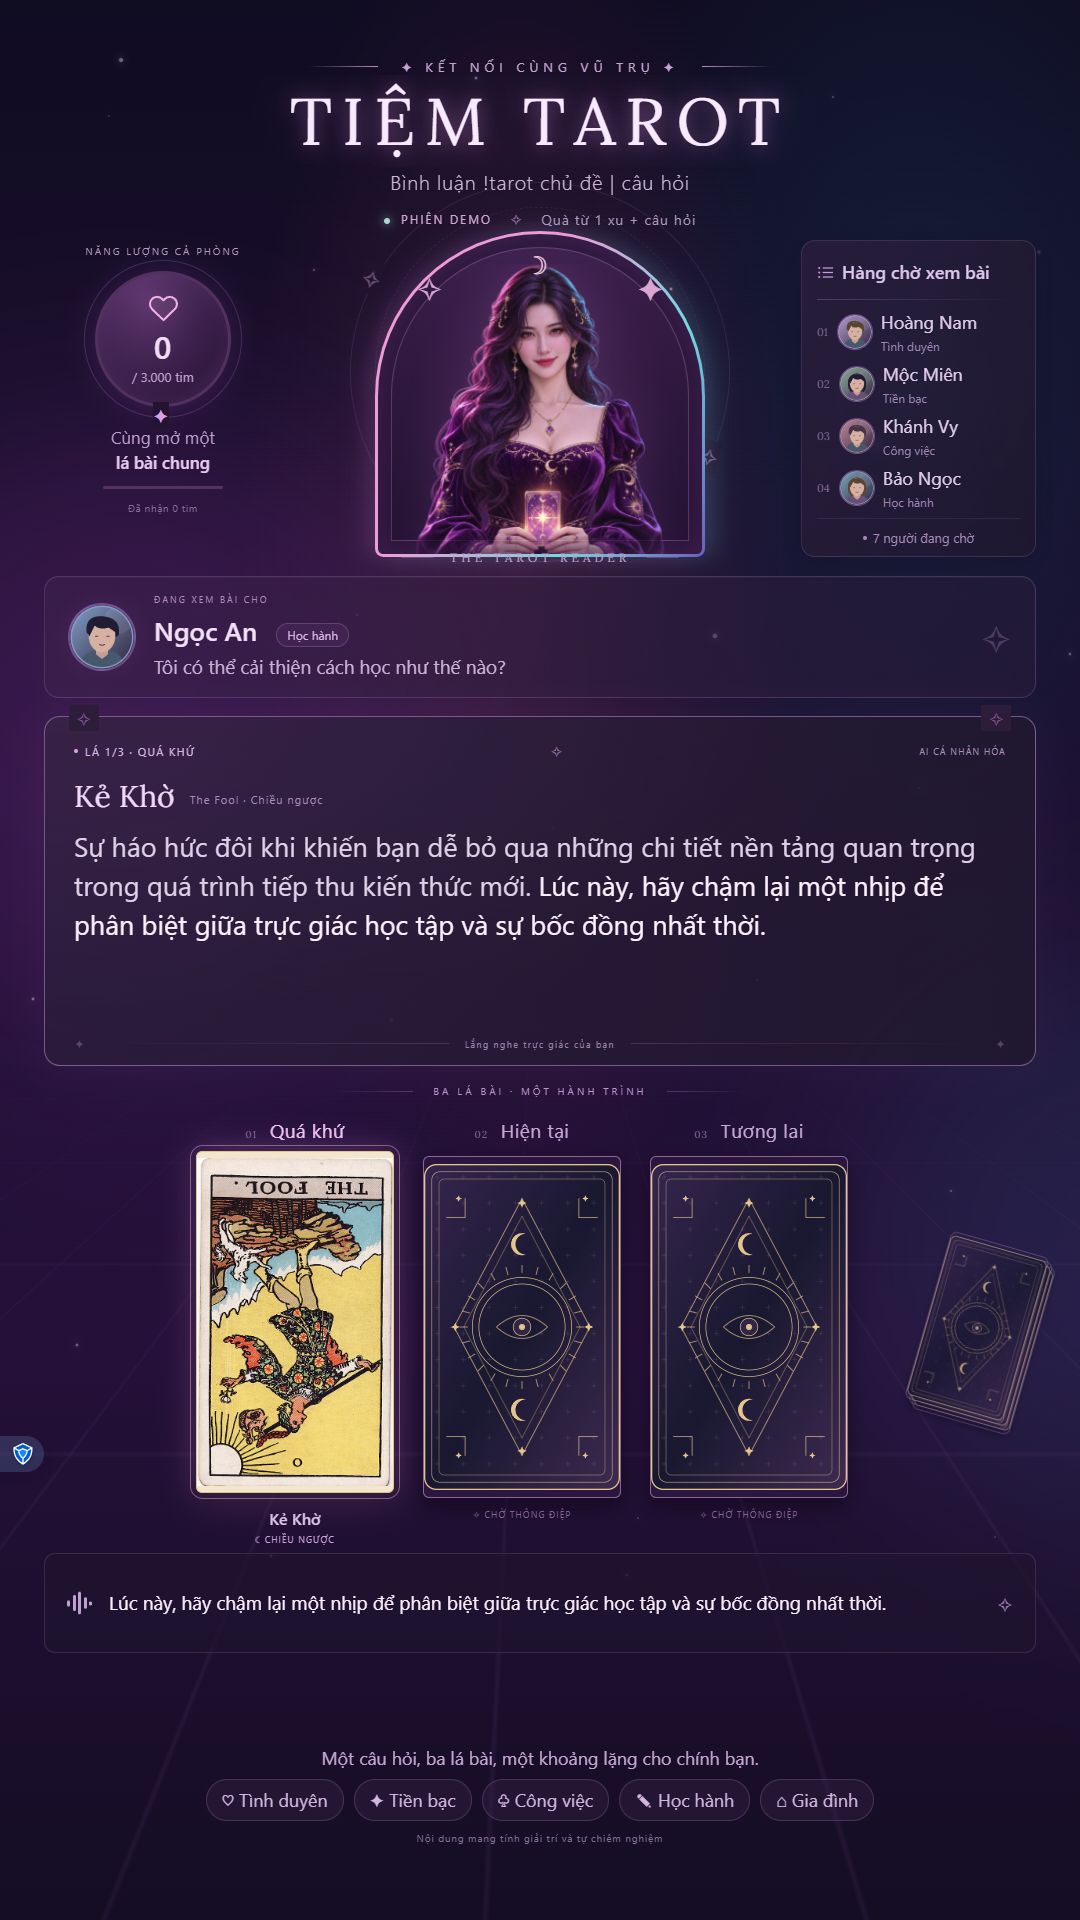 ✦ KẾT NỐI CÙNG VŨ TRỤ ✦
TIỆM TAROT
Bình luận !tarot chủ đề | câu hỏi
PHIÊN DEMO ✧ Quà từ 1 xu + câu hỏi
NĂNG LƯỢNG CẢ PHÒNG
0
/ 3.000 tim
Cùng mở một
lá bài chung
Đã nhận 0 tim
THE TAROT READER
Hàng chờ xem bài
01 Hoàng Nam
Tình duyên
02 Mộc Miên
Tiền bạc
03 Khánh Vy
Công việc
04 Bảo Ngọc
Học hành
• 7 người đang chờ
ĐANG XEM BÀI CHO
Ngọc An Học hành
Tôi có thể cải thiện cách học như thế nào?
• LÁ 1/3 · QUÁ KHỨ
AI CÁ NHÂN HÓA
Kẻ Khờ The Fool · Chiều ngược
Sự háo hức đôi khi khiến bạn dễ bỏ qua những chi tiết nền tảng quan trọng
trong quá trình tiếp thu kiến thức mới. Lúc này, hãy chậm lại một nhịp để
phân biệt giữa trực giác học tập và sự bốc đồng nhất thời.
Lắng nghe trực giác của bạn
BA LÁ BÀI · MỘT HÀNH TRÌNH
01 Quá khứ
02 Hiện tại
03 Tương lai
THE FOOL.
0
Kẻ Khờ
☾ CHIỀU NGƯỢC
✧ CHỜ THÔNG ĐIỆP
✧ CHỜ THÔNG ĐIỆP
Lúc này, hãy chậm lại một nhịp để phân biệt giữa trực giác học tập và sự bốc đồng nhất thời.
Một câu hỏi, ba lá bài, một khoảng lặng cho chính bạn.
♡ Tình duyên
✦ Tiền bạc
♧ Công việc
✎ Học hành
⌂ Gia đình
Nội dung mang tính giải trí và tự chiêm nghiệm